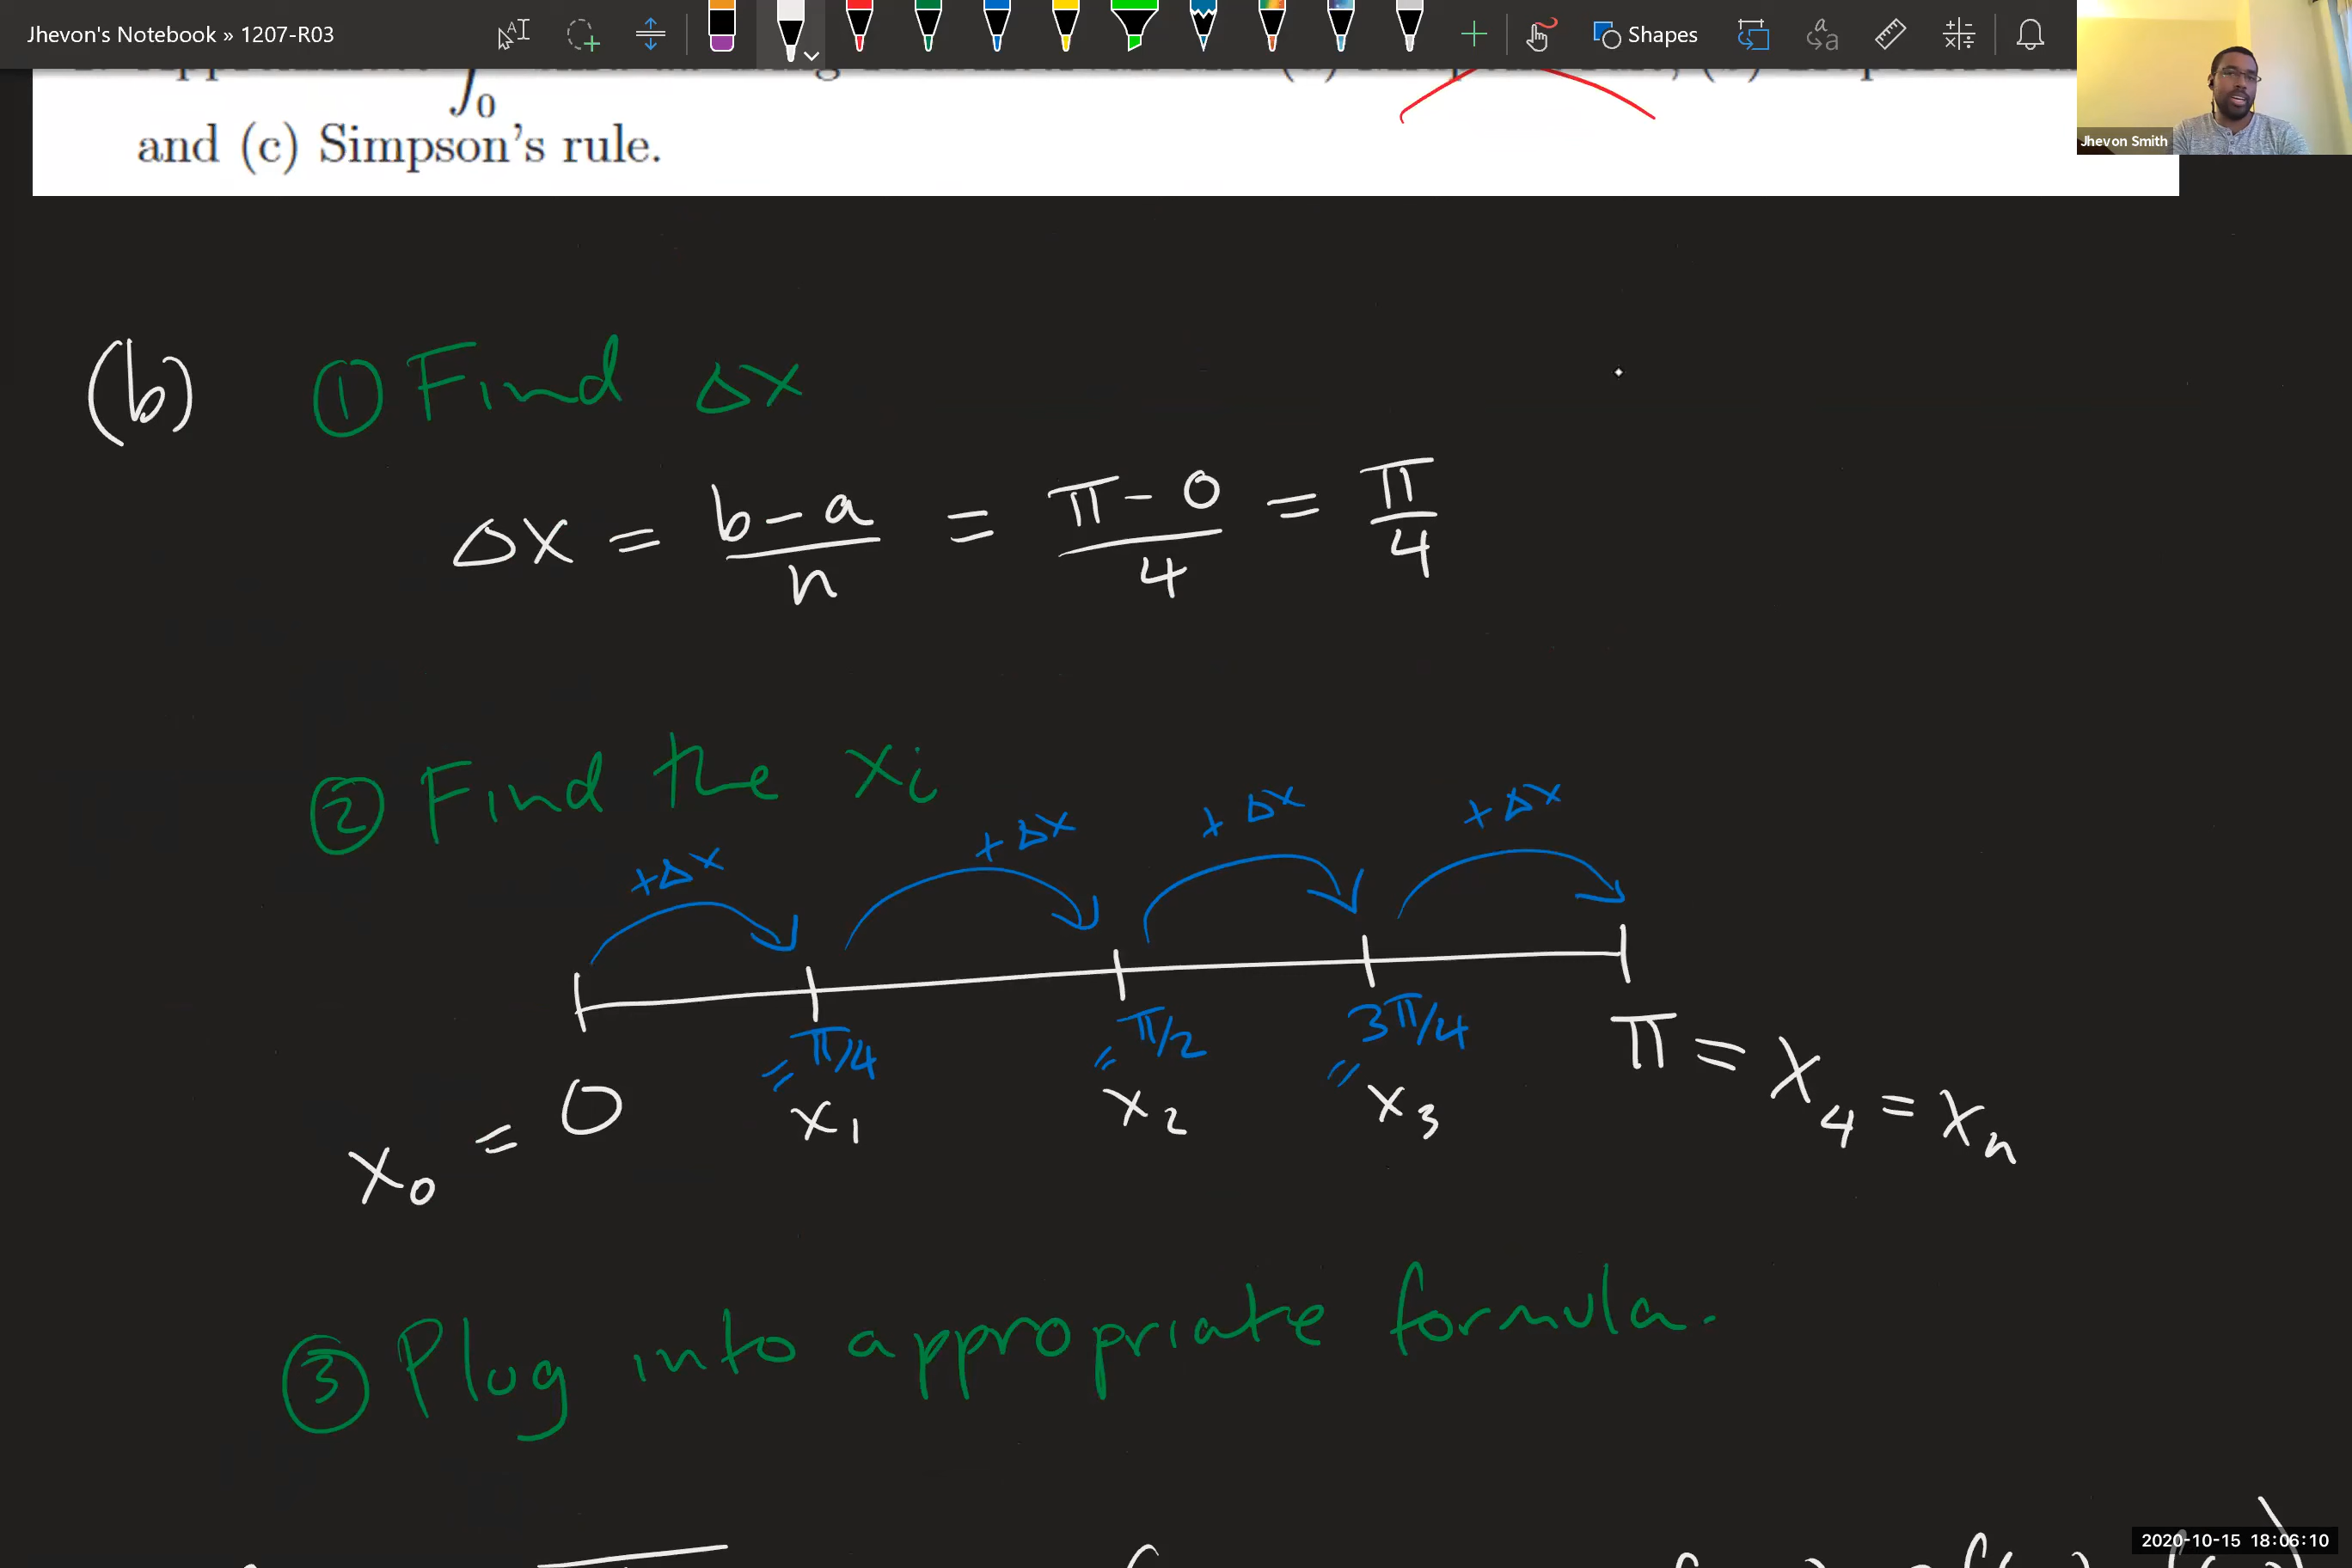 Jhevon's Notebook » 1207-R03
Shapes
Jhevon Smith
∫0
and (c) Simpson's rule.
(b) ① Find Δx
Δx = b-a/n = π-0/4 = π/4
② Find the xi
+Δx +Δx +Δx +Δx
x0 = 0 x1 = π/4 x2 = π/2 x3 = 3π/4 π = x4 = xn
③ Plug into appropriate formula.
2020-10-15 18:06:10